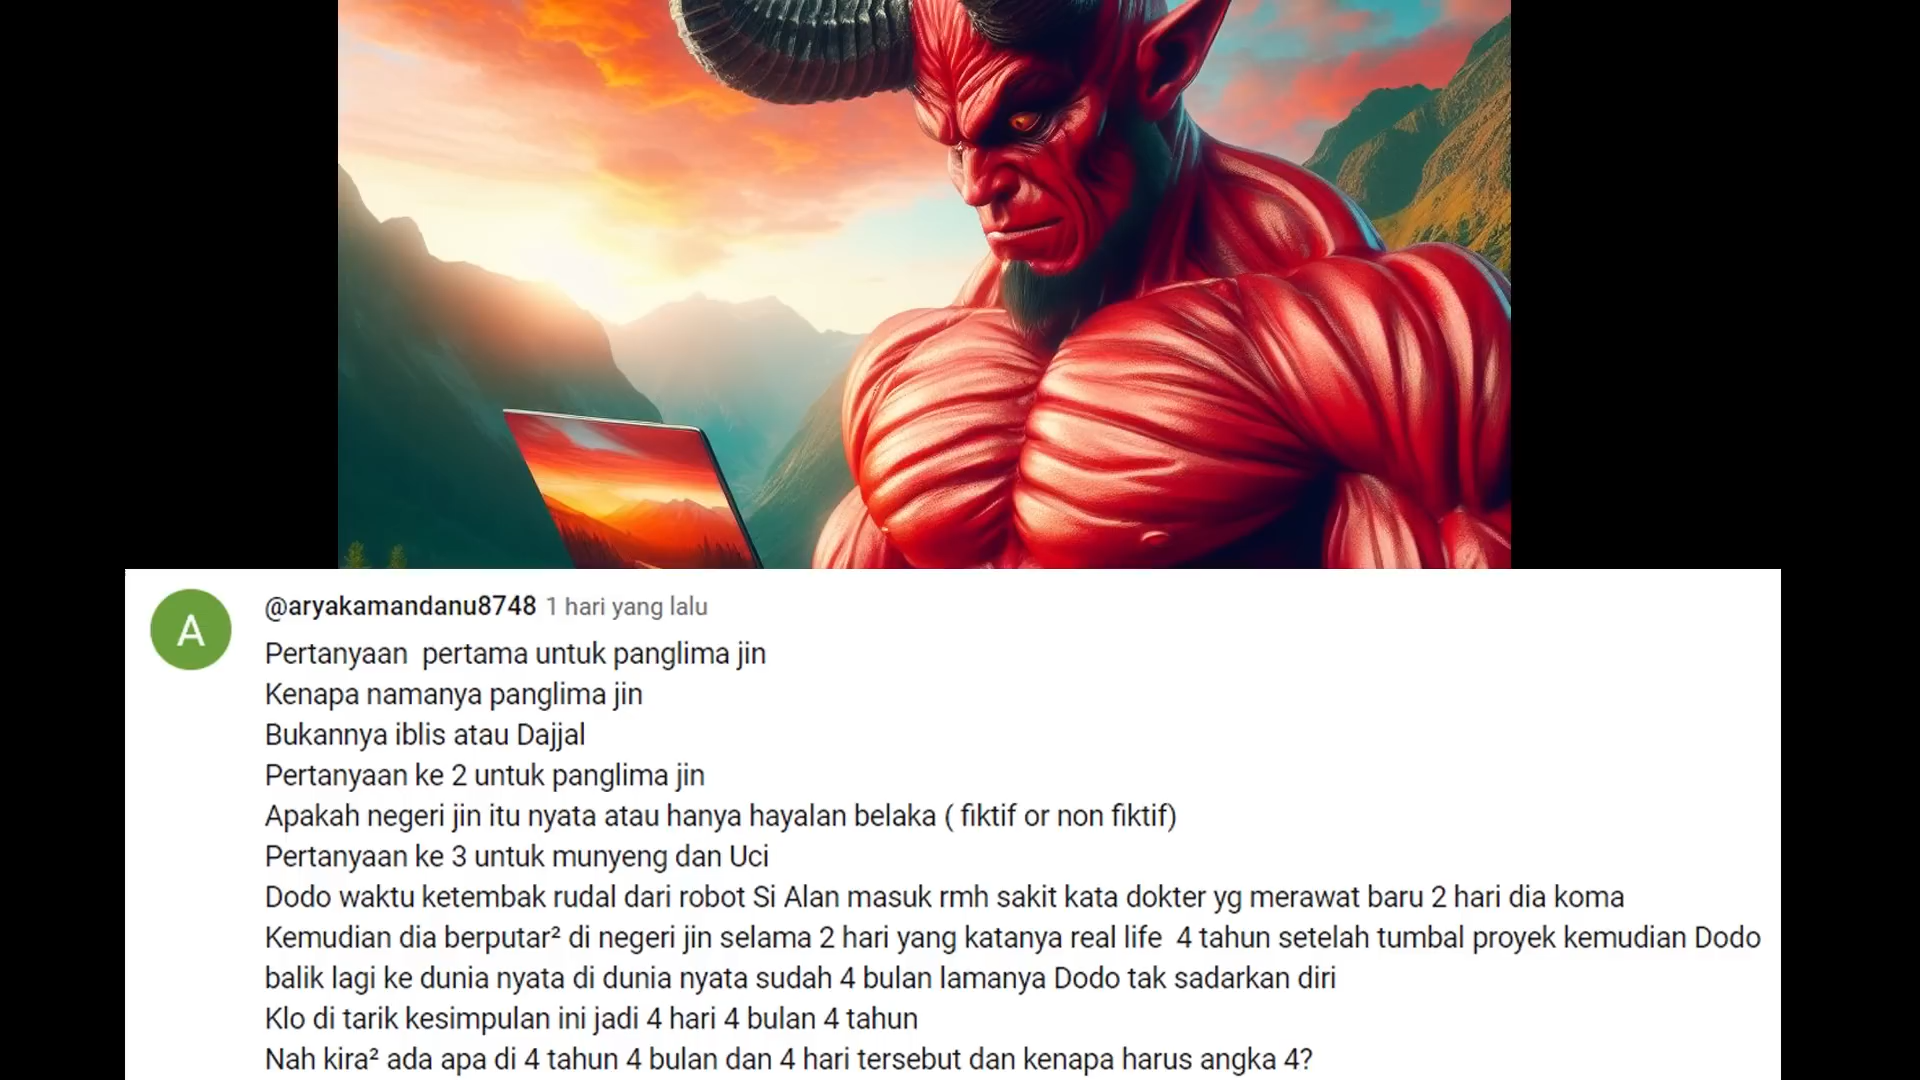 A
@aryakamandanu8748 1 hari yang lalu
Pertanyaan pertama untuk panglima jin
Kenapa namanya panglima jin
Bukannya iblis atau Dajjal
Pertanyaan ke 2 untuk panglima jin
Apakah negeri jin itu nyata atau hanya hayalan belaka ( fiktif or non fiktif)
Pertanyaan ke 3 untuk munyeng dan Uci
Dodo waktu ketembak rudal dari robot Si Alan masuk rmh sakit kata dokter yg merawat baru 2 hari dia koma
Kemudian dia berputar² di negeri jin selama 2 hari yang katanya real life 4 tahun setelah tumbal proyek kemudian Dodo
balik lagi ke dunia nyata di dunia nyata sudah 4 bulan lamanya Dodo tak sadarkan diri
Klo di tarik kesimpulan ini jadi 4 hari 4 bulan 4 tahun
Nah kira² ada apa di 4 tahun 4 bulan dan 4 hari tersebut dan kenapa harus angka 4?